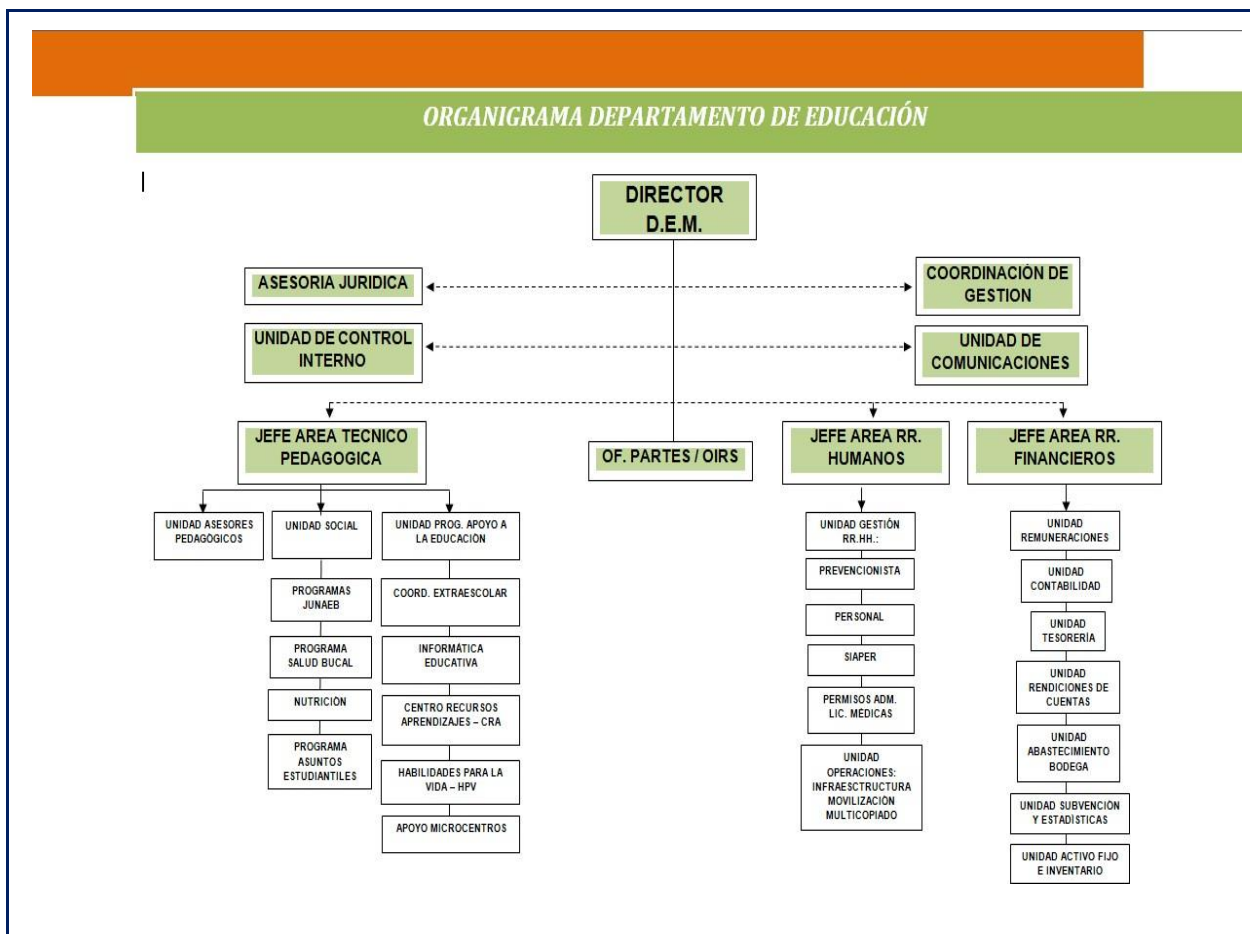 ORGANIGRAMA DEPARTAMENTO DE EDUCACIÓN
DIRECTOR
D.E.M.
ASESORIA JURIDICA
COORDINACIÓN DE
GESTION
UNIDAD DE CONTROL
INTERNO
UNIDAD DE
COMUNICACIONES
JEFE AREA TECNICO
PEDAGOGICA
OF. PARTES / OIRS
JEFE AREA RR.
HUMANOS
JEFE AREA RR.
FINANCIEROS
UNIDAD ASESORES
PEDAGÓGICOS
UNIDAD SOCIAL
PROGRAMAS
JUNAEB
PROGRAMA
SALUD BUCAL
NUTRICIÓN
PROGRAMA
ASUNTOS
ESTUDIANTILES
UNIDAD PROG. APOYO A
LA EDUCACIÓN
COORD. EXTRAESCOLAR
INFORMÁTICA
EDUCATIVA
CENTRO RECURSOS
APRENDIZAJES – CRA
HABILIDADES PARA LA
VIDA – HPV
APOYO MICROCENTROS
UNIDAD GESTIÓN
RR.HH.:
PREVENCIONISTA
PERSONAL
SIAPER
PERMISOS ADM.
LIC. MÉDICAS
UNIDAD
OPERACIONES:
INFRAESCTRUCTURA
MOVILIZACIÓN
MULTICOPIADO
UNIDAD
REMUNERACIONES
UNIDAD
CONTABILIDAD
UNIDAD
TESORERÍA
UNIDAD
RENDICIONES DE
CUENTAS
UNIDAD
ABASTECIMIENTO
BODEGA
UNIDAD SUBVENCIÓN
Y ESTADÍSTICAS
UNIDAD ACTIVO FIJO
E INVENTARIO